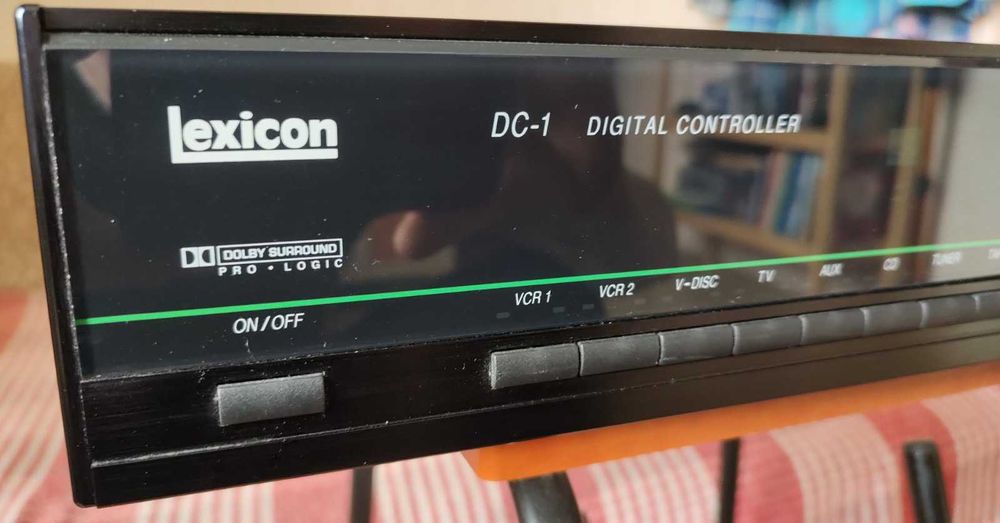 Lexicon
DC-1 DIGITAL CONTROLLER
DOLBY SURROUND
PRO • LOGIC
ON/OFF
VCR 1 VCR 2 V-DISC TV AUX CD TUNER